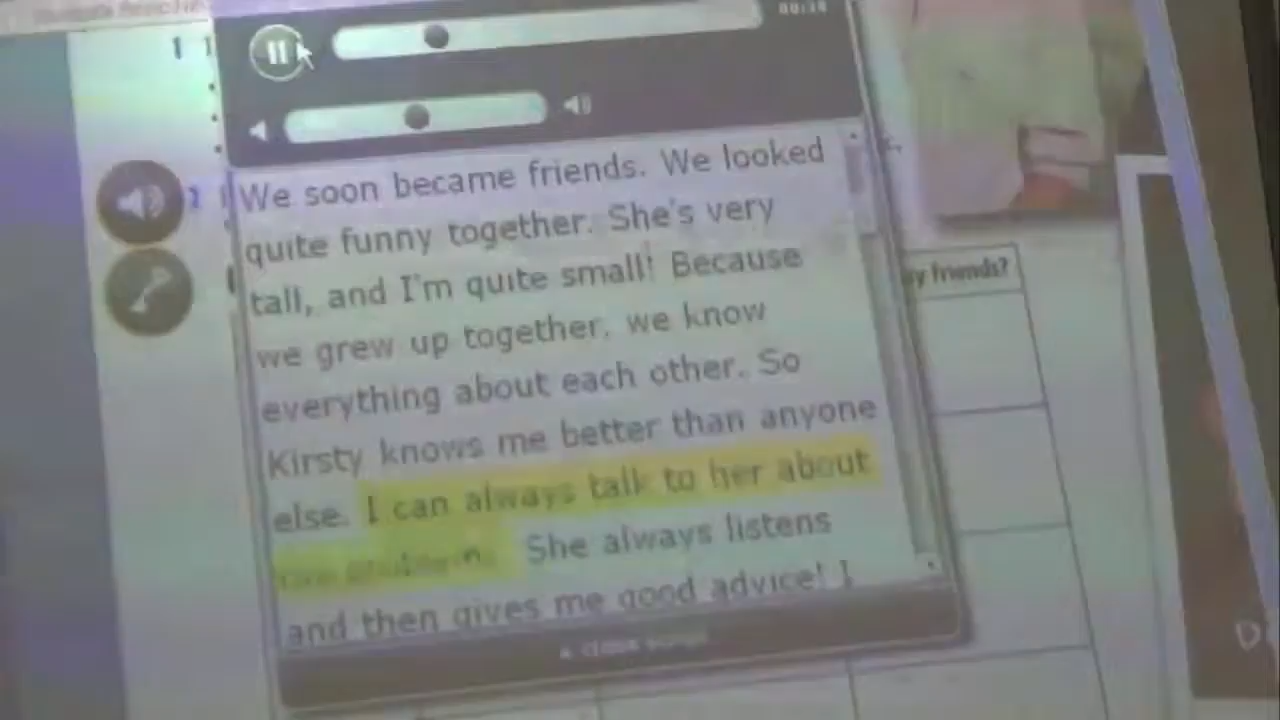 We soon became friends. We looked
quite funny together. She's very
tall, and I'm quite small! Because
we grew up together, we know
everything about each other. So
Kirsty knows me better than anyone
else. I can always talk to her about
She always listens
and then gives me good advice! I
friends?